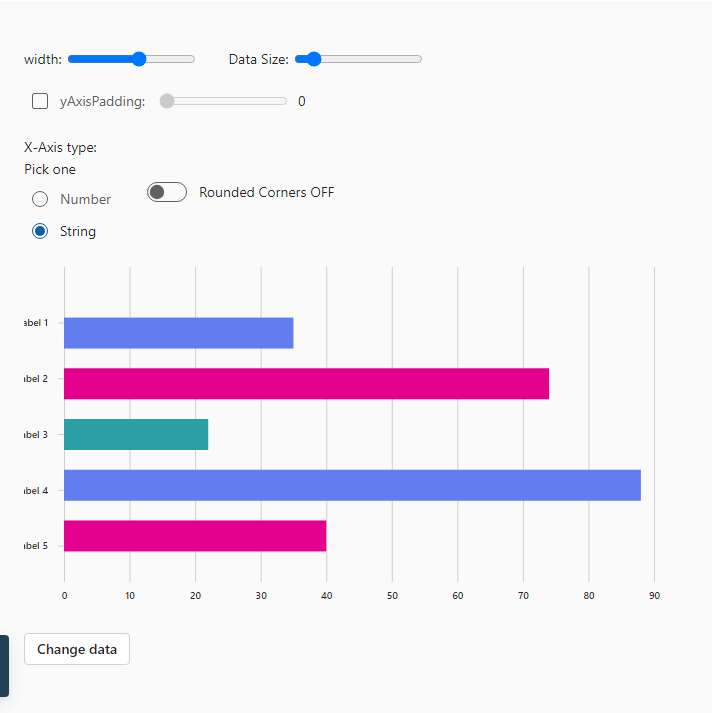 width: Data Size:
yAxisPadding: 0
X-Axis type:
Pick one
Number
Rounded Corners OFF
String
abel 1
abel 2
abel 3
abel 4
abel 5
0 10 20 30 40 50 60 70 80 90
Change data